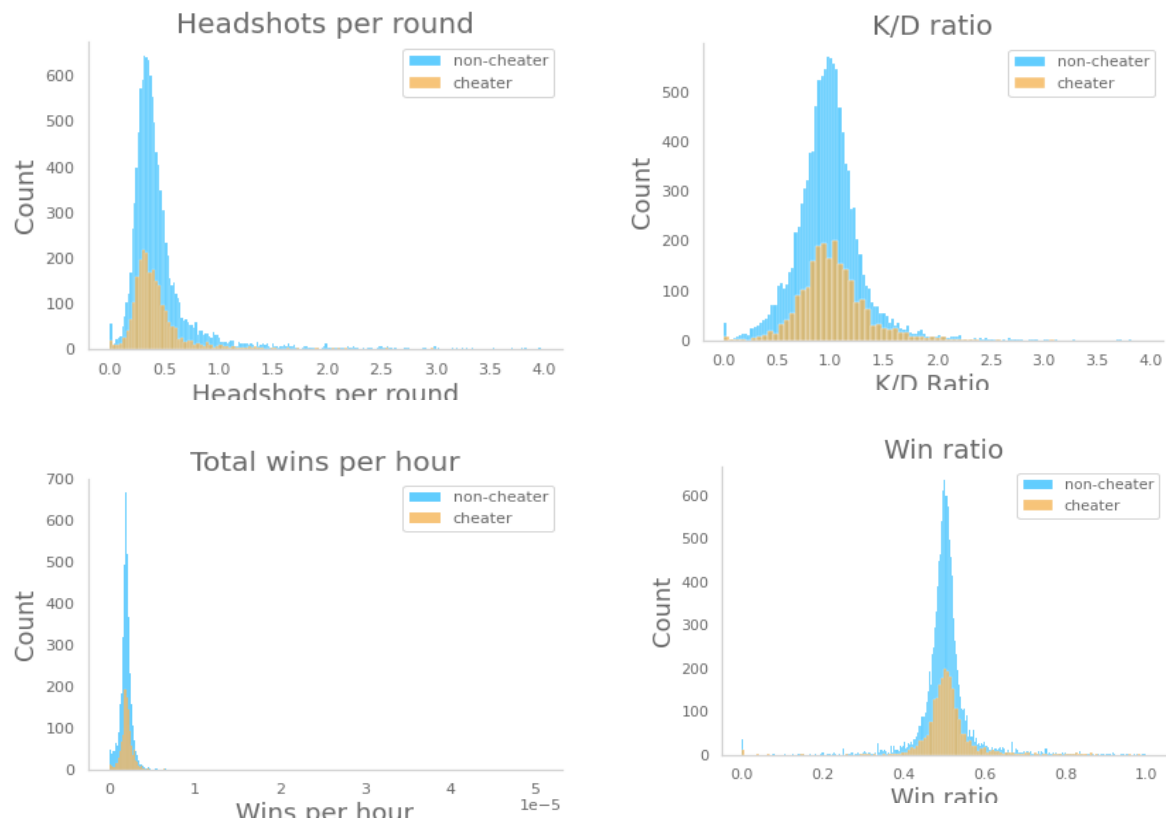 Headshots per round
Count
600
500
400
300
200
100
0
non-cheater
cheater
0.0 0.5 1.0 1.5 2.0 2.5 3.0 3.5 4.0
Headshots per round
K/D ratio
Count
500
400
300
200
100
0
non-cheater
cheater
0.0 0.5 1.0 1.5 2.0 2.5 3.0 3.5 4.0
K/D Ratio
Total wins per hour
Count
700
600
500
400
300
200
100
0
non-cheater
cheater
0 1 2 3 4 5
1e-5
Wins per hour
Win ratio
Count
600
500
400
300
200
100
0
non-cheater
cheater
0.0 0.2 0.4 0.6 0.8 1.0
Win ratio